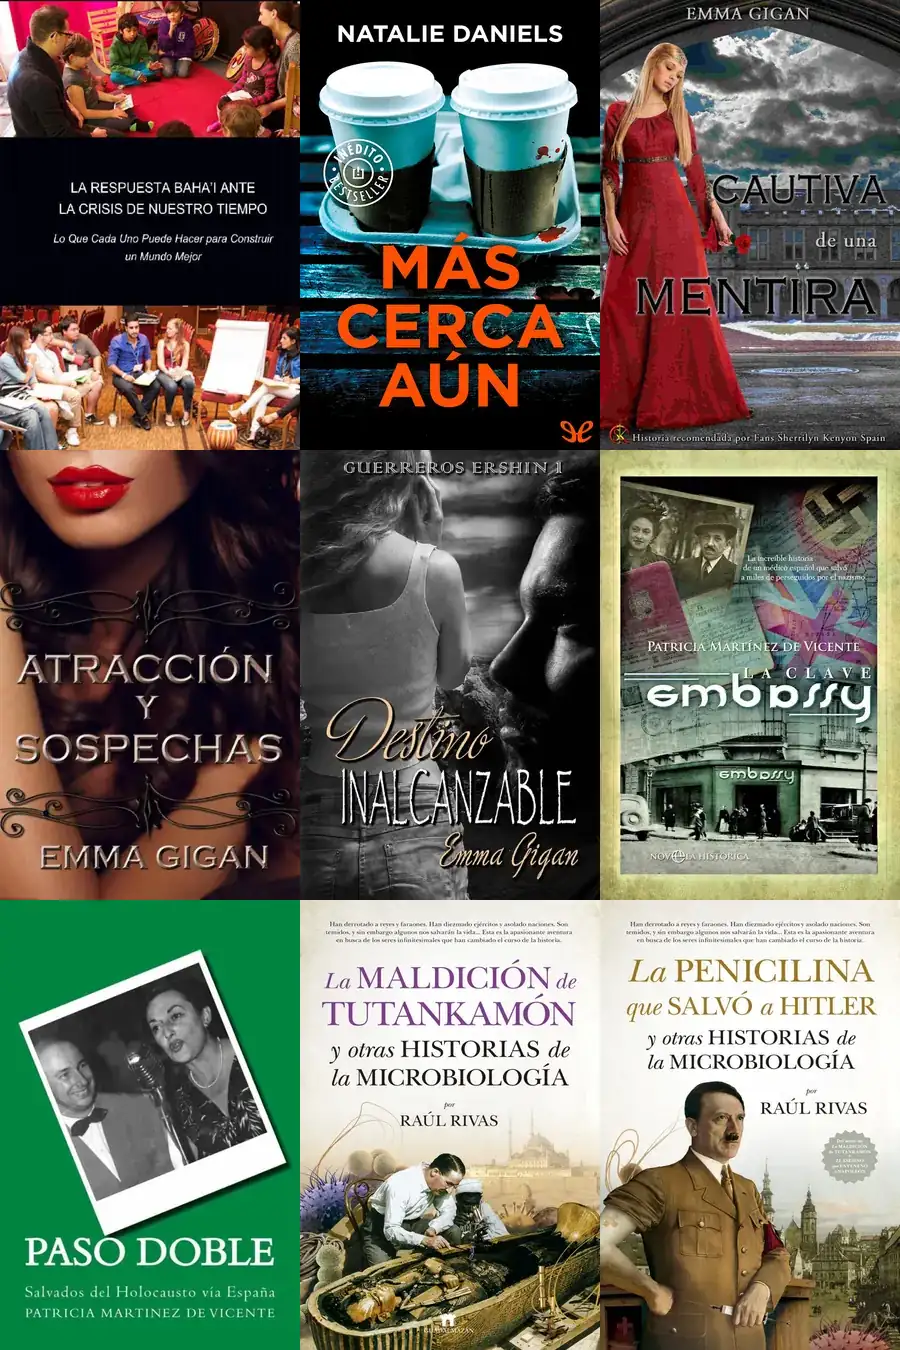 LA RESPUESTA BAHA'I ANTE
LA CRISIS DE NUESTRO TIEMPO
Lo Que Cada Uno Puede Hacer para Construir
un Mundo Mejor
NATALIE DANIELS
INÉDITO
BESTSELLER
MÁS
CERCA
AÚN
EMMA GIGAN
CAUTIVA
de una
MENTIRA
Historia recomendada por Fans Sherrilyn Kenyon Spain
ATRACCIÓN
Y
SOSPECHAS
EMMA GIGAN
GUERREROS ERSHIN 1
Destino
INALCANZABLE
Emma Gigan
La increíble historia
de un médico español que salvó
a miles de perseguidos por el nazismo
PATRICIA MARTÍNEZ DE VICENTE
LA CLAVE
embassy
embassy
NOVELA HISTÓRICA
PASO DOBLE
Salvados del Holocausto vía España
PATRICIA MARTINEZ DE VICENTE
Han derrotado a reyes y faraones. Han diezmado ejércitos y asolado naciones. Son
temidos, y sin embargo algunos nos salvarán la vida... Esta es la apasionante aventura
en busca de los seres infinitesimales que han cambiado el curso de la historia.
La MALDICIÓN de
TUTANKAMÓN
y otras HISTORIAS de
la MICROBIOLOGÍA
por
RAÚL RIVAS
GUADALMAZÁN
Han derrotado a reyes y faraones. Han diezmado ejércitos y asolado naciones. Son
temidos, y sin embargo algunos nos salvarán la vida... Esta es la apasionante aventura
en busca de los seres infinitesimales que han cambiado el curso de la historia.
La PENICILINA
que SALVÓ a HITLER
y otras HISTORIAS de
la MICROBIOLOGÍA
por
RAÚL RIVAS